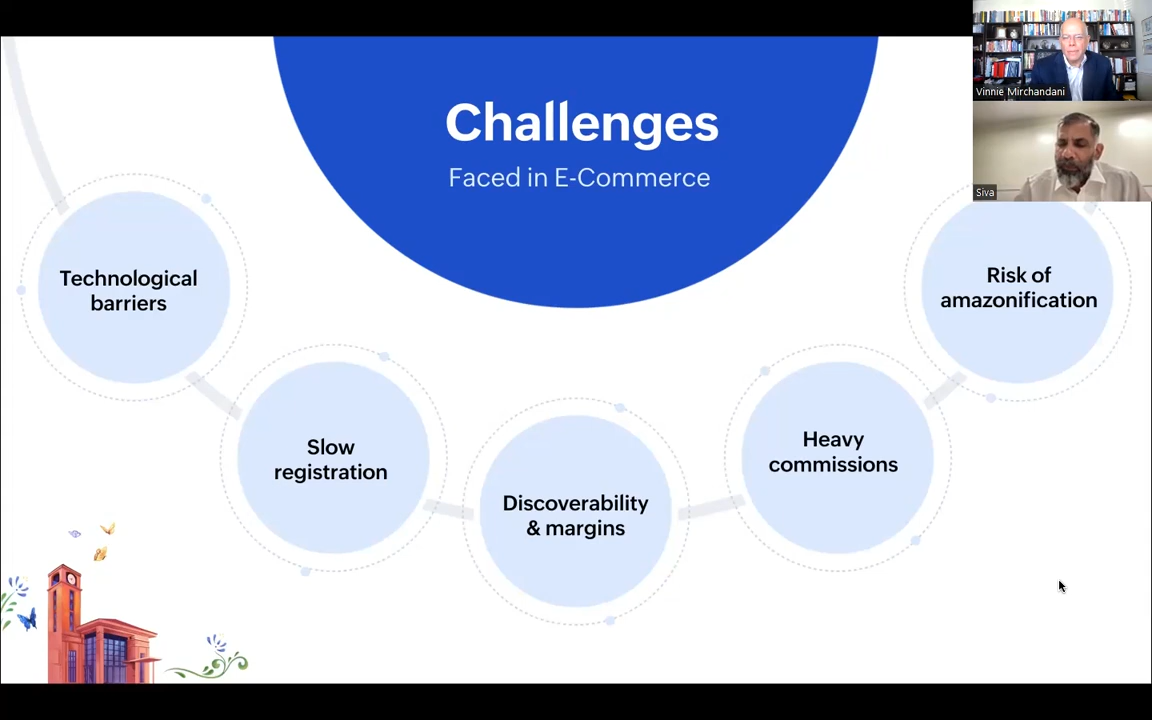 Challenges
Faced in E-Commerce
Vinnie Mirchandani
Siva
Technological
barriers
Slow
registration
Discoverability
& margins
Heavy
commissions
Risk of
amazonification